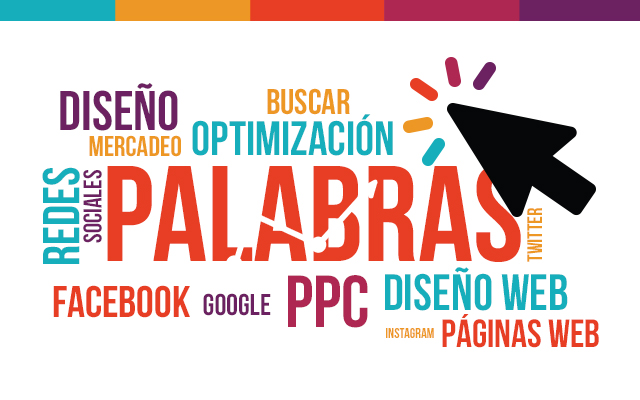 DISEÑO
BUSCAR
MERCADEO
OPTIMIZACIÓN
REDES
SOCIALES
PALABRAS
TWITTER
FACEBOOK
GOOGLE
PPC
DISEÑO WEB
INSTAGRAM
PÁGINAS WEB